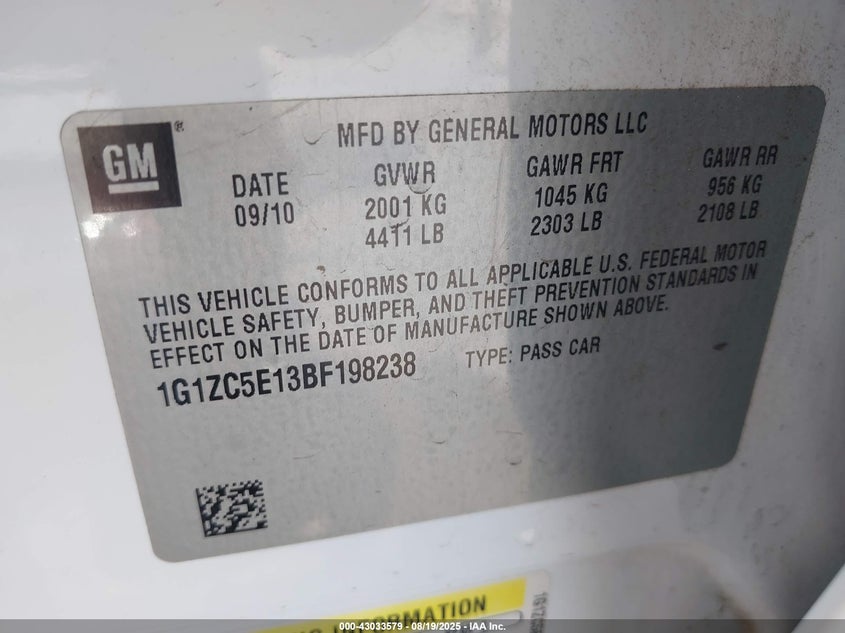 GM®
MFD BY GENERAL MOTORS LLC
DATE GVWR GAWR FRT GAWR RR
09/10 2001 KG 1045 KG 956 KG
4411 LB 2303 LB 2108 LB
THIS VEHICLE CONFORMS TO ALL APPLICABLE U.S. FEDERAL MOTOR
VEHICLE SAFETY, BUMPER, AND THEFT PREVENTION STANDARDS IN
EFFECT ON THE DATE OF MANUFACTURE SHOWN ABOVE.
1G1ZC5E13BF198238 TYPE: PASS CAR
INFORMATION
© COPYRIGHT - 43033579 - 08/19/2025 - IAA Inc.